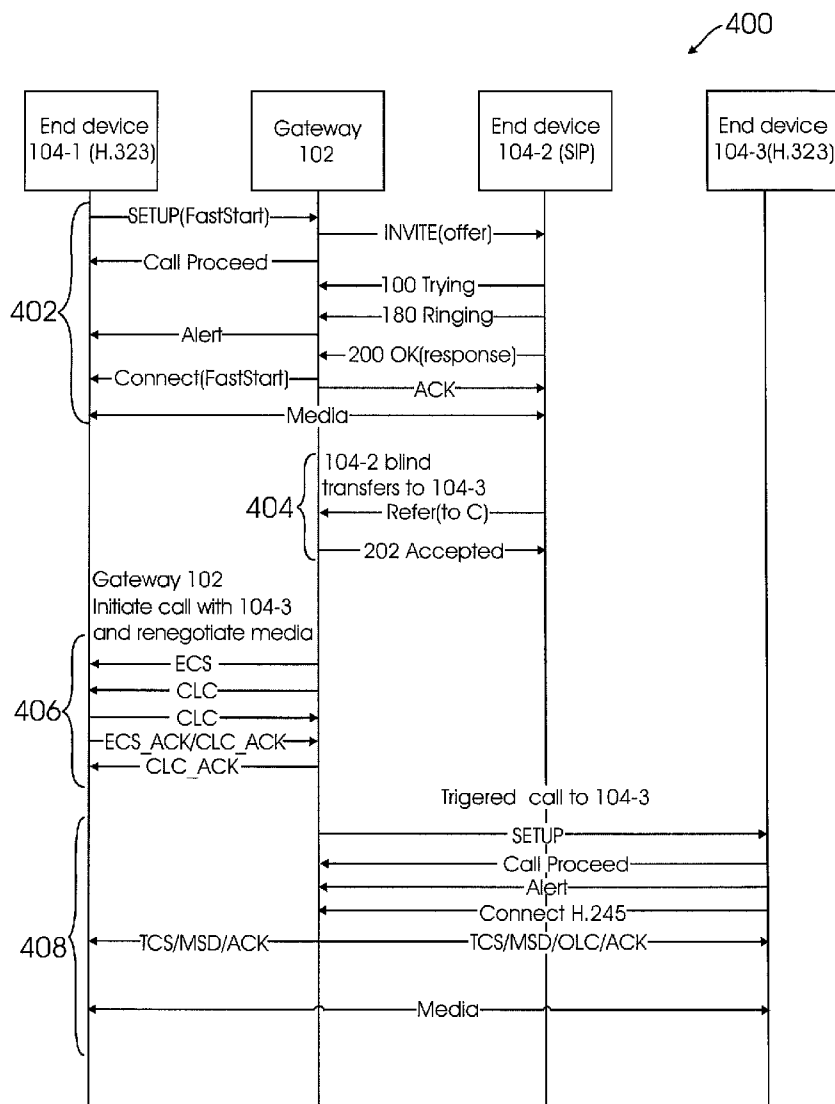 400
End device
104-1 (H.323)
Gateway
102
End device
104-2 (SIP)
End device
104-3(H.323)
402
SETUP(FastStart)
INVITE(offer)
Call Proceed
100 Trying
180 Ringing
Alert
200 OK(response)
Connect(FastStart)
ACK
Media
404
104-2 blind
transfers to 104-3
Refer(to C)
202 Accepted
Gateway 102
Initiate call with 104-3
and renegotiate media
406
ECS
CLC
CLC
ECS_ACK/CLC_ACK
CLC_ACK
408
Trigered call to 104-3
SETUP
Call Proceed
Alert
Connect H.245
TCS/MSD/ACK
TCS/MSD/OLC/ACK
Media